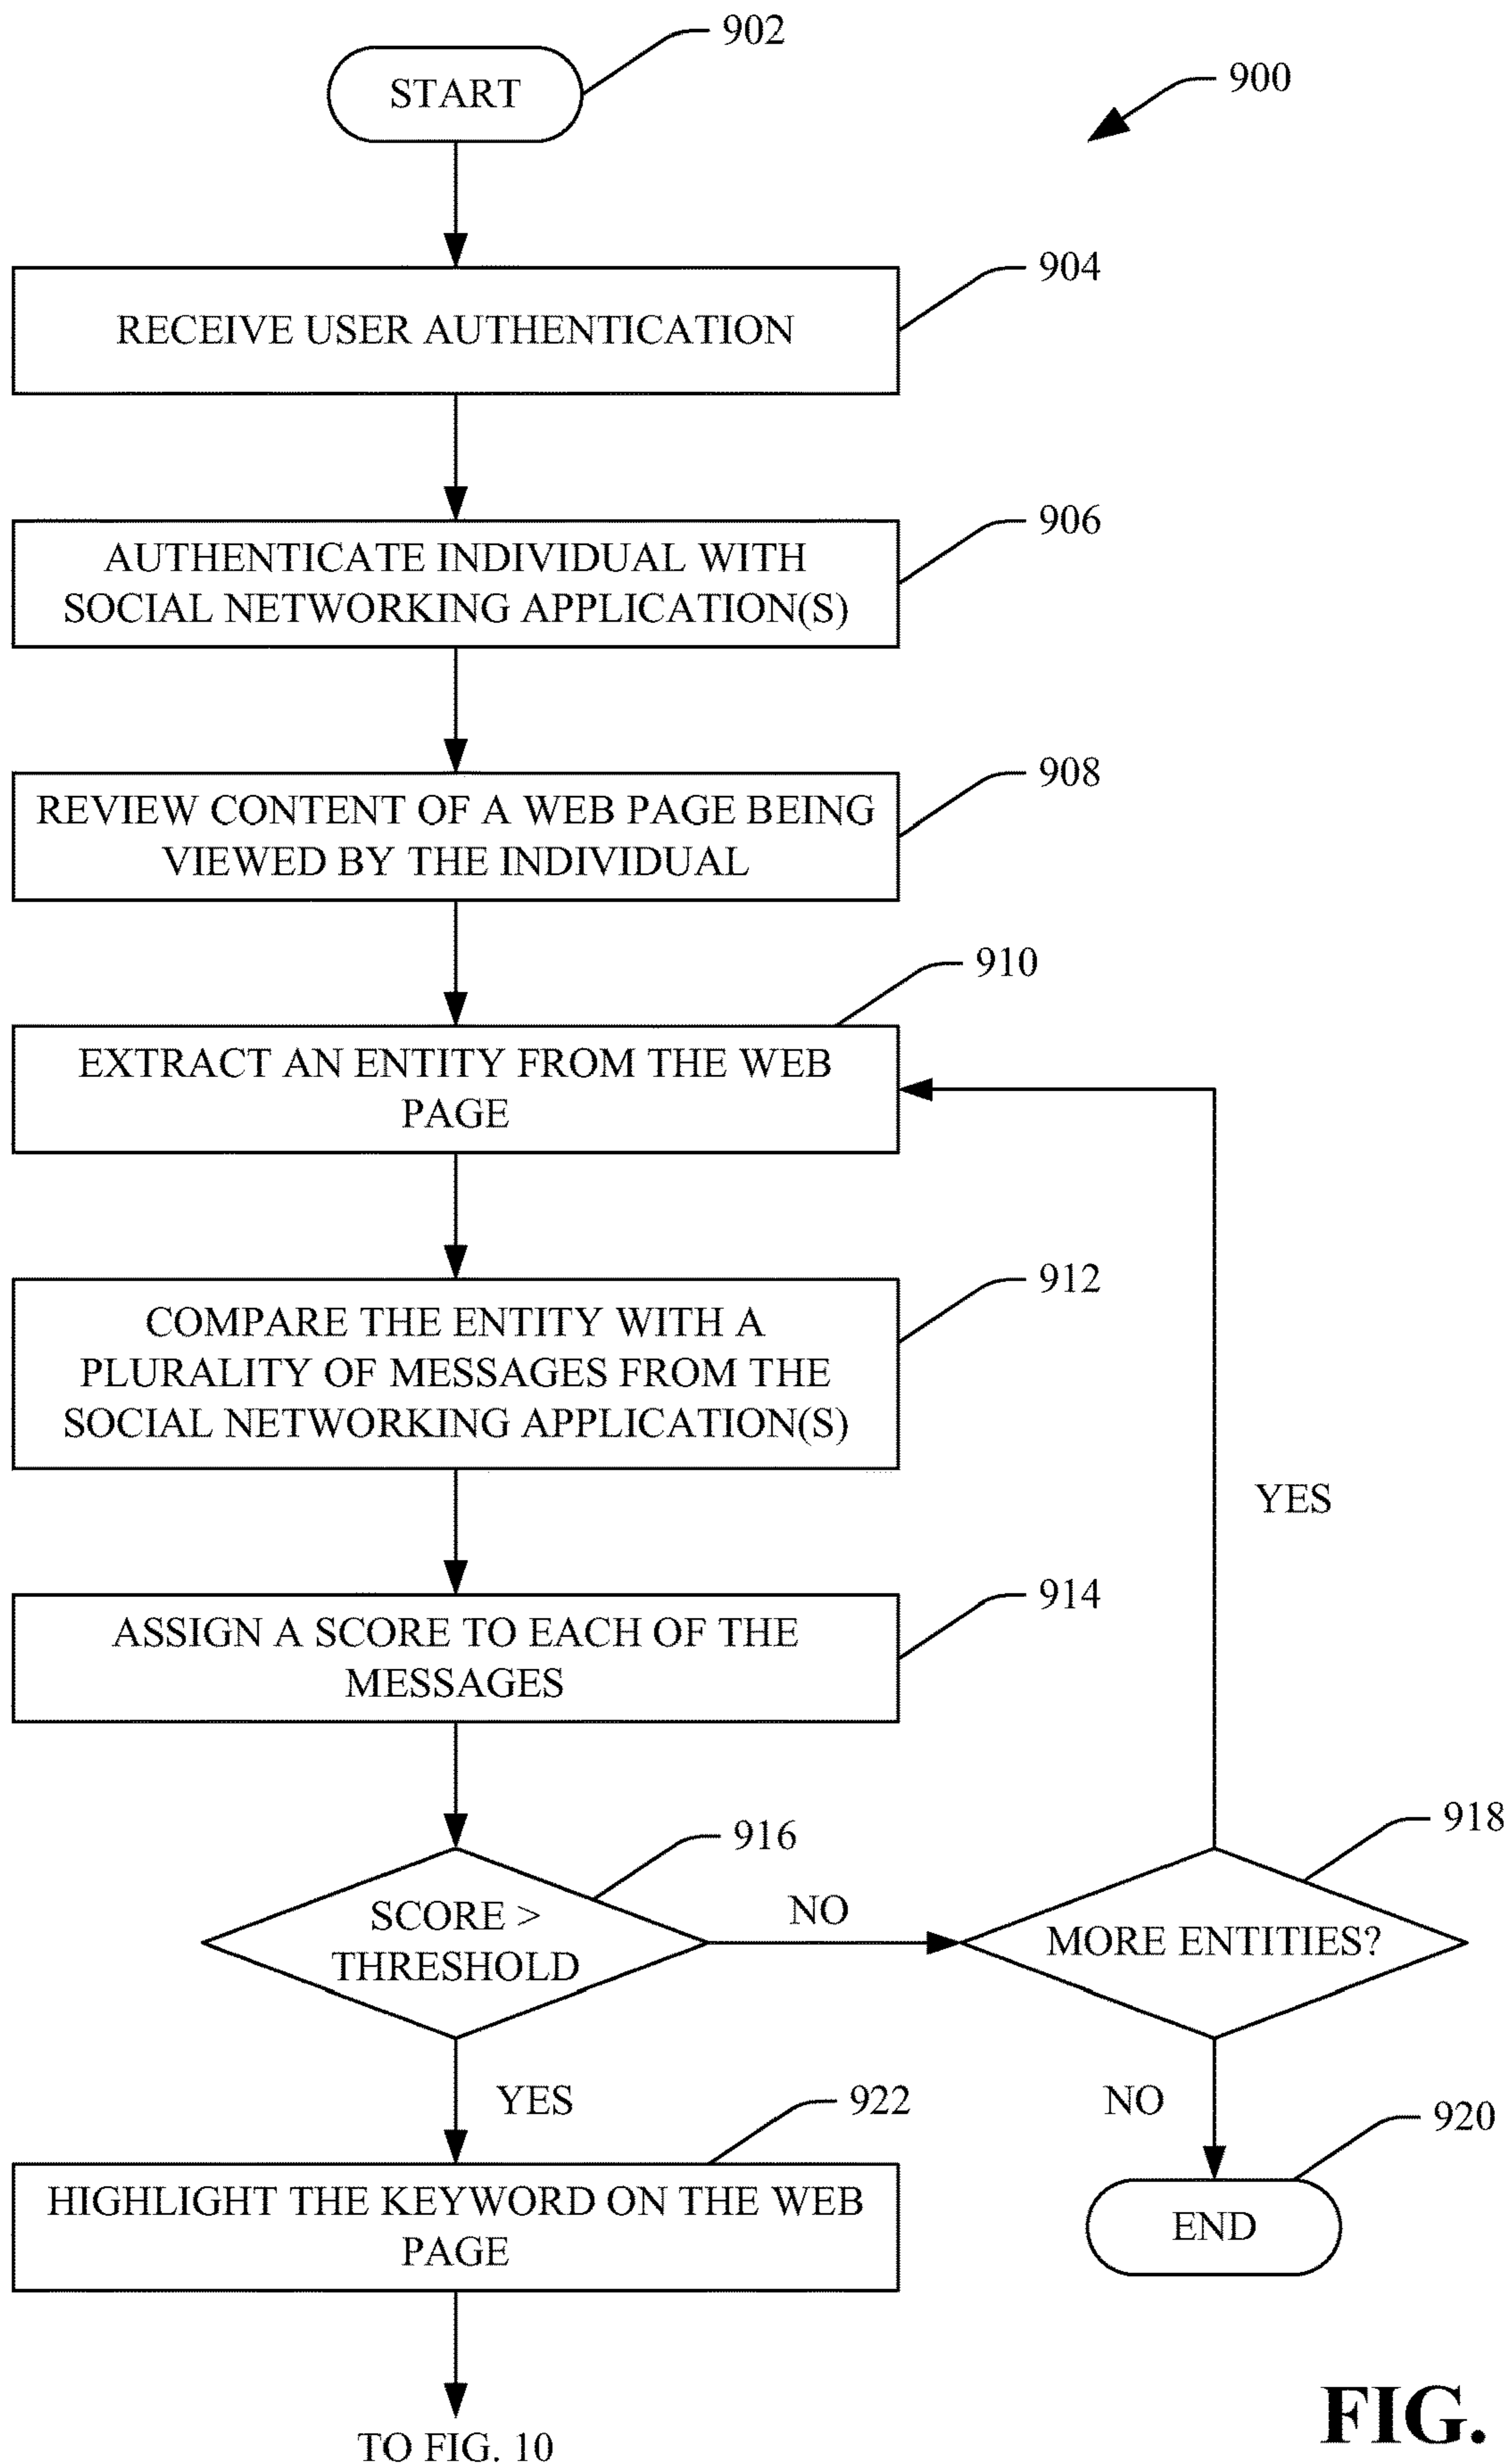 902
START
900
904
RECEIVE USER AUTHENTICATION
906
AUTHENTICATE INDIVIDUAL WITH
SOCIAL NETWORKING APPLICATION(S)
908
REVIEW CONTENT OF A WEB PAGE BEING
VIEWED BY THE INDIVIDUAL
910
EXTRACT AN ENTITY FROM THE WEB
PAGE
912
COMPARE THE ENTITY WITH A
PLURALITY OF MESSAGES FROM THE
SOCIAL NETWORKING APPLICATION(S)
YES
914
ASSIGN A SCORE TO EACH OF THE
MESSAGES
916
SCORE >
THRESHOLD
NO
918
MORE ENTITIES?
YES
922
NO
920
HIGHLIGHT THE KEYWORD ON THE WEB
PAGE
END
TO FIG. 10
FIG.